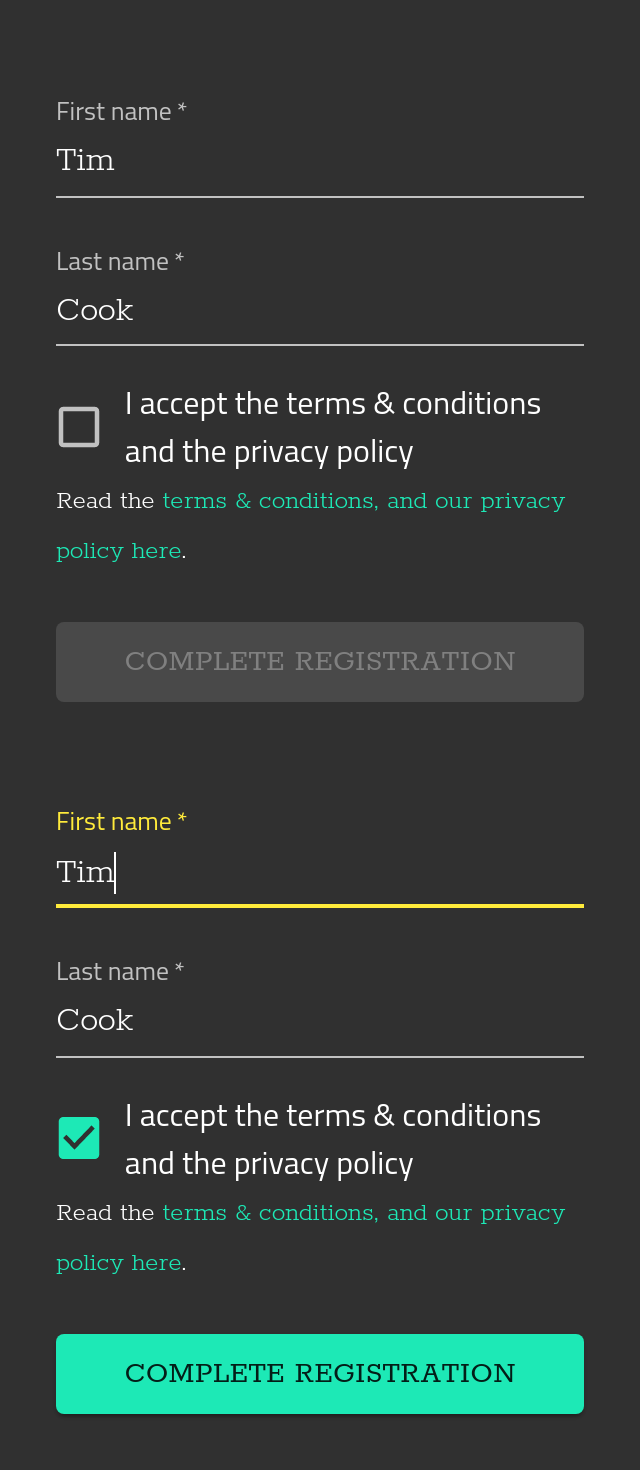 First name *
Tim
Last name *
Cook
I accept the terms & conditions
and the privacy policy
Read the terms & conditions, and our privacy
policy here.
COMPLETE REGISTRATION
First name *
Tim
Last name *
Cook
I accept the terms & conditions
and the privacy policy
Read the terms & conditions, and our privacy
policy here.
COMPLETE REGISTRATION